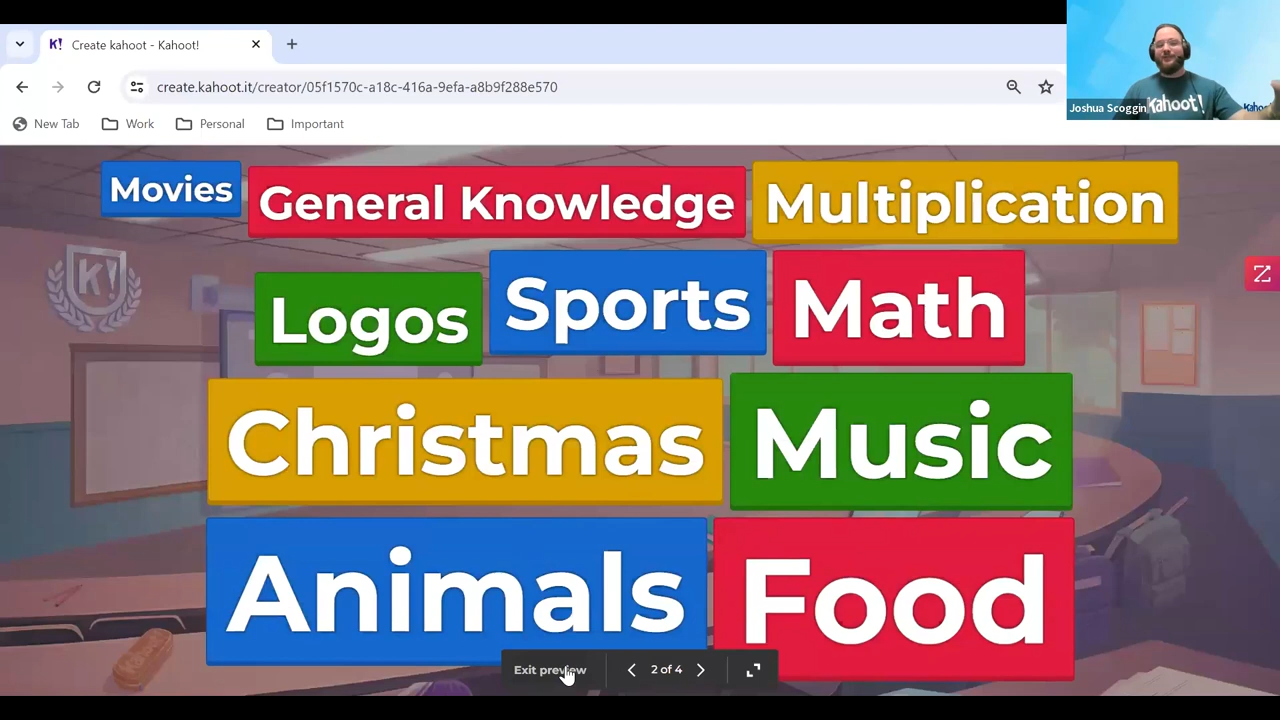 K! Create kahoot - Kahoot!
create.kahoot.it/creator/05f1570c-a18c-416a-9efa-a8b9f288e570
New Tab Work Personal Important
Joshua Scoggin
Kahoot!
Movies General Knowledge Multiplication
K!
Logos Sports Math
Christmas Music
Animals Food
Exit preview 2 of 4